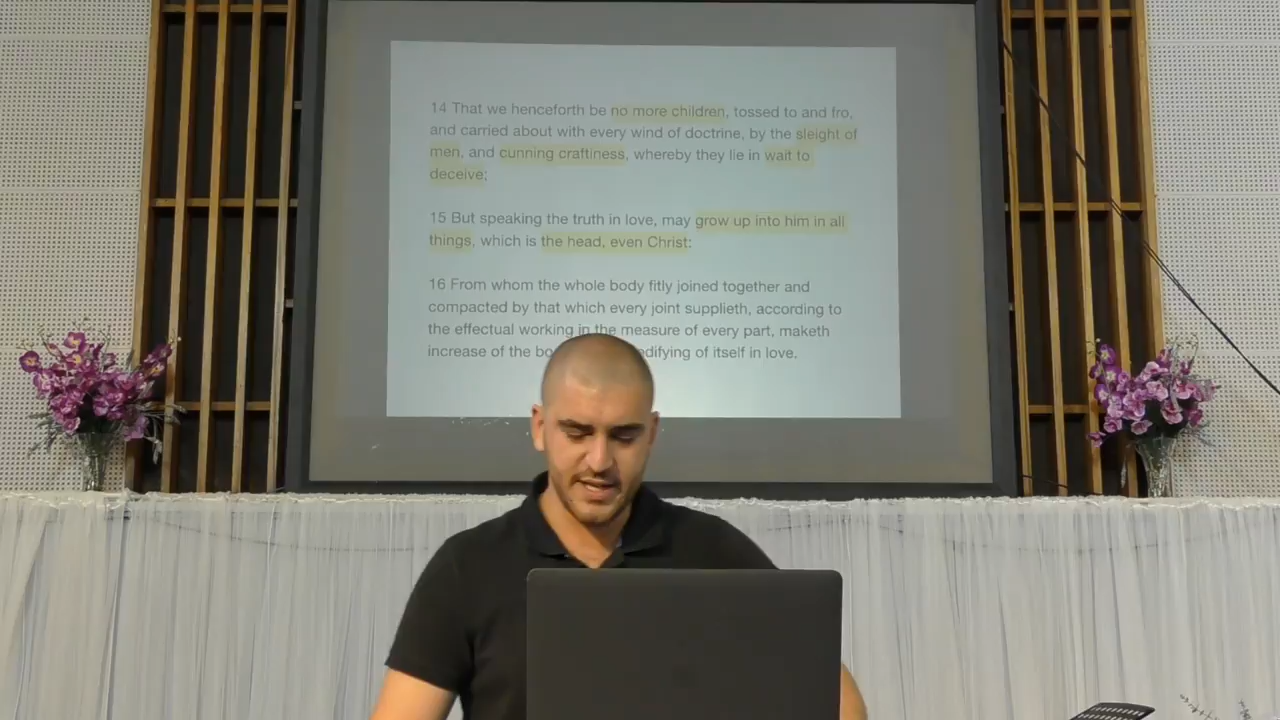 14 That we henceforth be no more children, tossed to and fro,
and carried about with every wind of doctrine, by the sleight of
men, and cunning craftiness, whereby they lie in wait to
deceive;
15 But speaking the truth in love, may grow up into him in all
things, which is the head, even Christ:
16 From whom the whole body fitly joined together and
compacted by that which every joint supplieth, according to
the effectual working in the measure of every part, maketh
increase of the of itself in love.